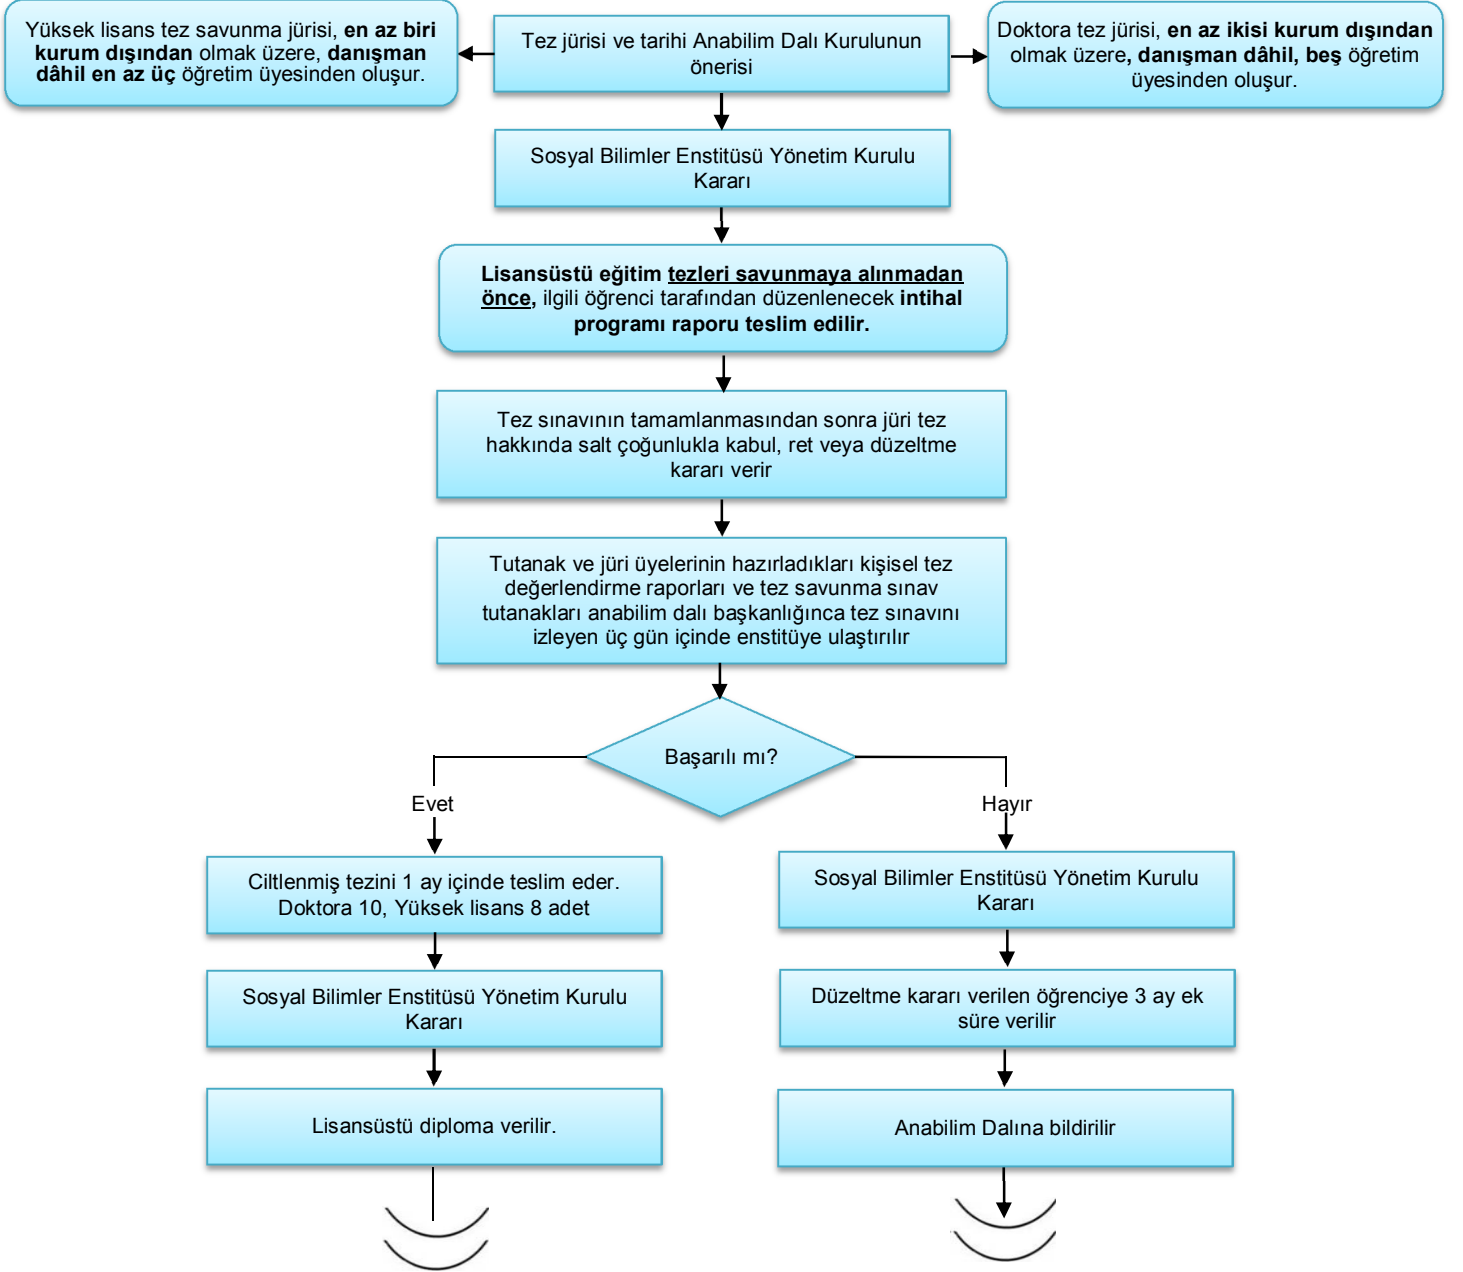 Yüksek lisans tez savunma jürisi, en az biri
kurum dışından olmak üzere, danışman
dâhil en az üç öğretim üyesinden oluşur.
Tez jürisi ve tarihi Anabilim Dalı Kurulunun
önerisi
Doktora tez jürisi, en az ikisi kurum dışından
olmak üzere, danışman dâhil, beş öğretim
üyesinden oluşur.
Sosyal Bilimler Enstitüsü Yönetim Kurulu
Kararı
Lisansüstü eğitim tezleri savunmaya alınmadan
önce, ilgili öğrenci tarafından düzenlenecek intihal
programı raporu teslim edilir.
Tez sınavının tamamlanmasından sonra jüri tez
hakkında salt çoğunlukla kabul, ret veya düzeltme
kararı verir
Tutanak ve jüri üyelerinin hazırladıkları kişisel tez
değerlendirme raporları ve tez savunma sınav
tutanakları anabilim dalı başkanlığınca tez sınavını
izleyen üç gün içinde enstitüye ulaştırılır
Başarılı mı?
Evet
Hayır
Ciltlenmiş tezini 1 ay içinde teslim eder.
Doktora 10, Yüksek lisans 8 adet
Sosyal Bilimler Enstitüsü Yönetim Kurulu
Kararı
Lisansüstü diploma verilir.
Sosyal Bilimler Enstitüsü Yönetim Kurulu
Kararı
Düzeltme kararı verilen öğrenciye 3 ay ek
süre verilir
Anabilim Dalına bildirilir